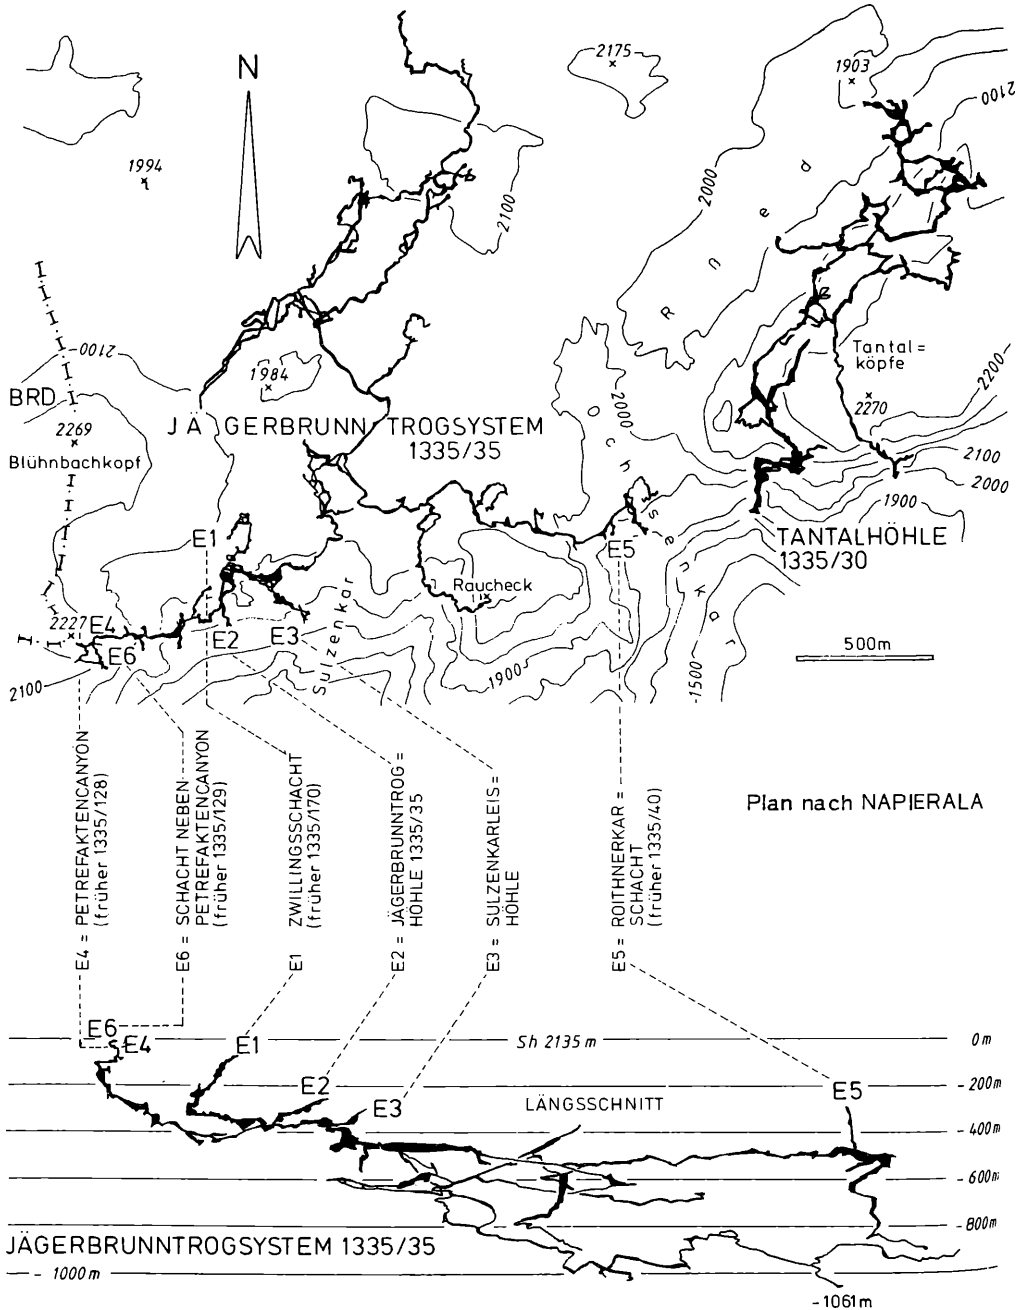 2175
1903
2100
N
1994
2000
2100
R n e d
2100
1984
Tantal=
köpfe
2200
BRD
2269
2270
JÄGERBRUNNTROGSYSTEM
1335/35
2000
Ochsenkar
Blühnbachkopf
2100
2000
1900
E1
TANTALHÖHLE
1335/30
E5
Raucheck
Sulzenkar
2227
E4
E6
E2
E3
500m
2100
1900
1500
E4 = PETREFAKTENCANYON
(früher 1335/128)
E6 = SCHACHT NEBEN
PETREFAKTENCANYON
(früher 1335/129)
E1 ZWILLINGSSCHACHT
(früher 1335/170)
E2 = JÄGERBRUNNTROG=
HÖHLE 1335/35
E3 = SULZENKARLEIS=
HÖHLE
E5 = ROITHNERKAR=
SCHACHT
(früher 1335/40)
Plan nach NAPIERALA
E6
E4
E1
Sh 2135 m
0m
E2
E5
-200m
E3
LÄNGSSCHNITT
-400m
-600m
-800m
JÄGERBRUNNTROGSYSTEM 1335/35
- 1000m
-1061m